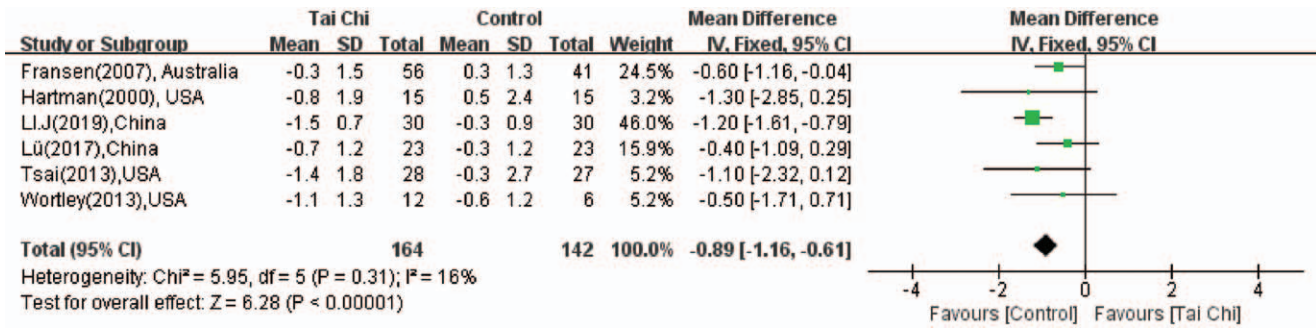 Tai Chi Control Mean Difference Mean Difference
Study or Subgroup Mean SD Total Mean SD Total Weight IV, Fixed, 95% CI IV, Fixed, 95% CI
Fransen(2007), Australia -0.3 1.5 56 0.3 1.3 41 24.5% -0.60 [-1.16, -0.04]
Hartman(2000), USA -0.8 1.9 15 0.5 2.4 15 3.2% -1.30 [-2.85, 0.25]
LI.J(2019),China -1.5 0.7 30 -0.3 0.9 30 46.0% -1.20 [-1.61, -0.79]
Lü(2017),China -0.7 1.2 23 -0.3 1.2 23 15.9% -0.40 [-1.09, 0.29]
Tsai(2013),USA -1.4 1.8 28 -0.3 2.7 27 5.2% -1.10 [-2.32, 0.12]
Wortley(2013),USA -1.1 1.3 12 -0.6 1.2 6 5.2% -0.50 [-1.71, 0.71]
Total (95% CI) 164 142 100.0% -0.89 [-1.16, -0.61]
Heterogeneity: Chi² = 5.95, df = 5 (P = 0.31); I² = 16%
Test for overall effect: Z = 6.28 (P < 0.00001)
-4 -2 0 2 4
Favours [Control] Favours [Tai Chi]